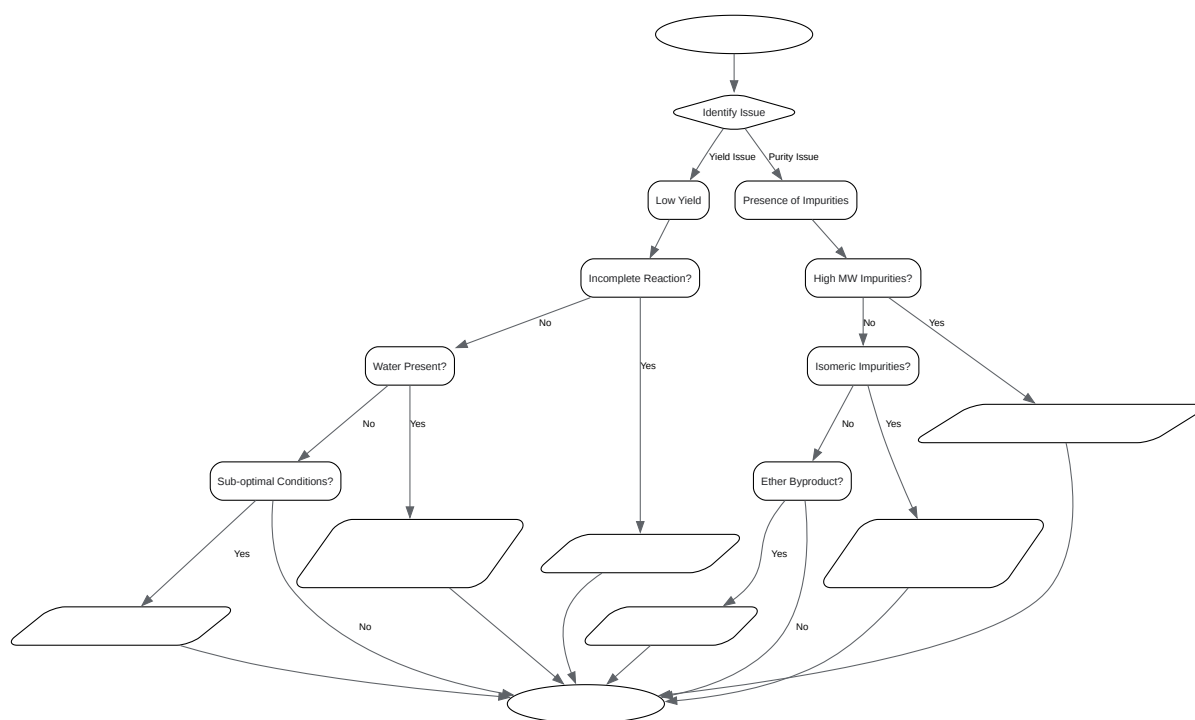 Identify Issue
Yield Issue
Purity Issue
Low Yield
Presence of Impurities
Incomplete Reaction?
High MW Impurities?
No
No
Yes
Water Present?
Yes
Isomeric Impurities?
No
Yes
No
Yes
Sub-optimal Conditions?
Ether Byproduct?
Yes
Yes
No
No